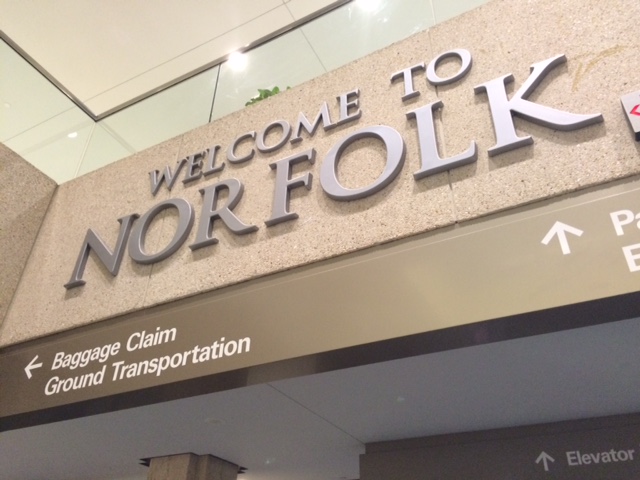 WELCOME TO
NORFOLK
Baggage Claim
Ground Transportation
Elevator